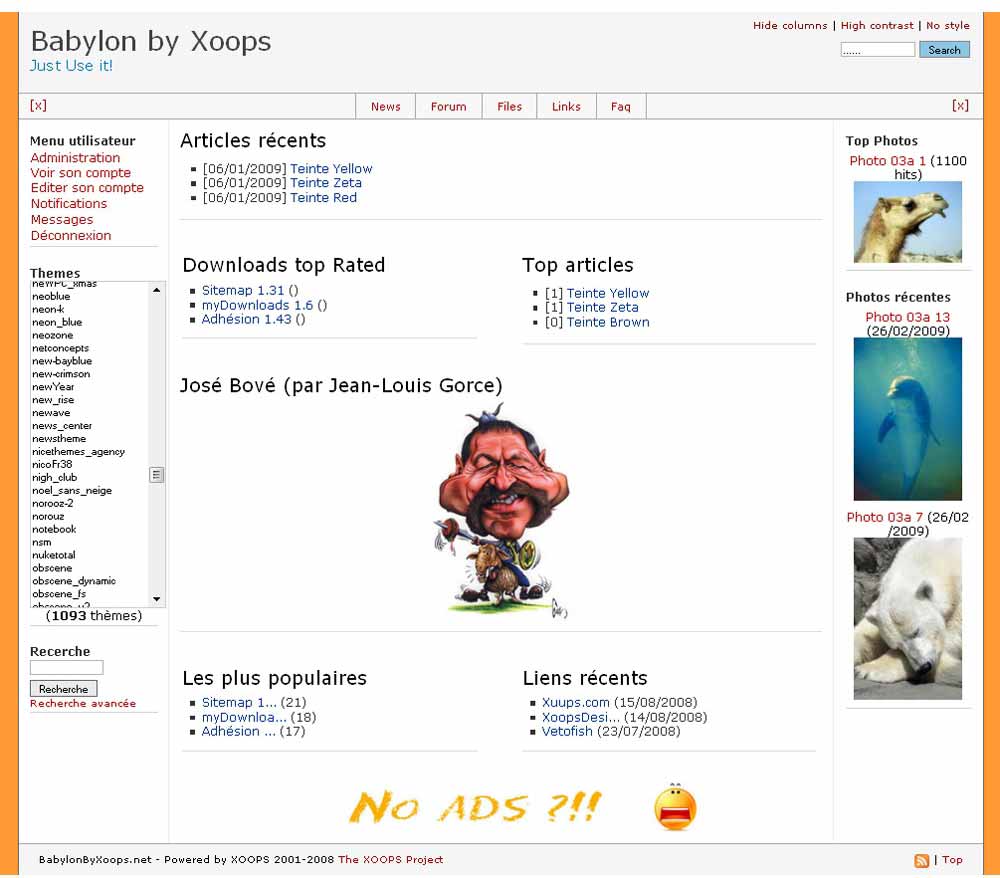 Hide columns | High contrast | No style
Babylon by Xoops
Just Use it!
......
Search
[x]
News
Forum
Files
Links
Faq
[x]
Menu utilisateur
Administration
Voir son compte
Editer son compte
Notifications
Messages
Déconnexion
Themes
newPC_xmas
neoblue
neon-k
neon_blue
neozone
netconcepts
new-bayblue
new-crimson
newYear
new_rise
newave
news_center
newstheme
nicethemes_agency
nicoFr38
nigh_club
noel_sans_neige
norooz-2
norouz
notebook
nsm
nuketotal
obscene
obscene_dynamic
obscene_fs
obscene_v2
(1093 thèmes)
Recerche
Recherche
Recherche avancée
Articles récents
[06/01/2009] Teinte Yellow
[06/01/2009] Teinte Zeta
[06/01/2009] Teinte Red
Downloads top Rated
Sitemap 1.31 ()
myDownloads 1.6 ()
Adhésion 1.43 ()
Top articles
[1] Teinte Yellow
[1] Teinte Zeta
[0] Teinte Brown
José Bové (par Jean-Louis Gorce)
Les plus populaires
Sitemap 1... (21)
myDownloa... (18)
Adhésion ... (17)
Liens récents
Xuups.com (15/08/2008)
XoopsDesi... (14/08/2008)
Vetofish (23/07/2008)
No ADS ?!!
Top Photos
Photo 03a 1 (1100
hits)
Photos récentes
Photo 03a 13
(26/02/2009)
Photo 03a 7 (26/02
/2009)
BabylonByXoops.net - Powered by XOOPS 2001-2008 The XOOPS Project
| Top